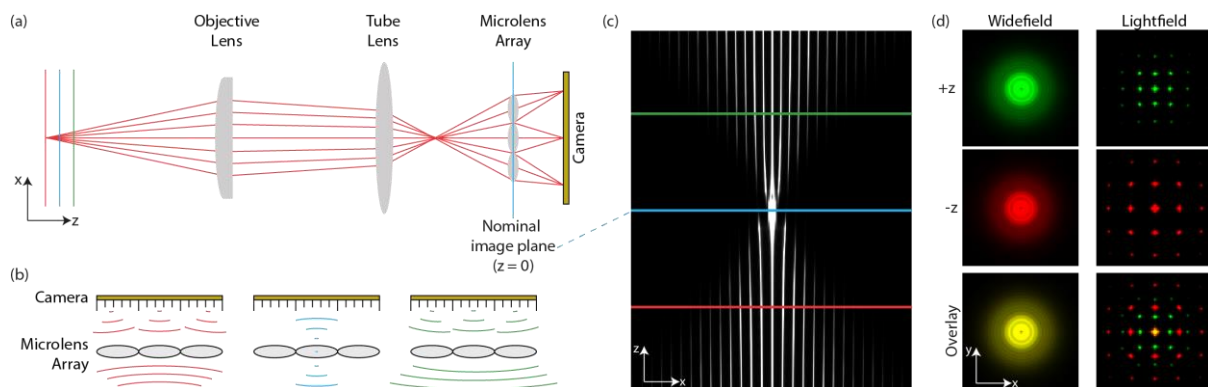 (a)
Objective
Lens
Tube
Lens
Microlens
Array
Camera
x
z
Nominal
image plane
(z = 0)
(b)
Camera
Microlens
Array
(c)
z
x
(d)
Widefield
Lightfield
+z
-z
Overlay
y
x